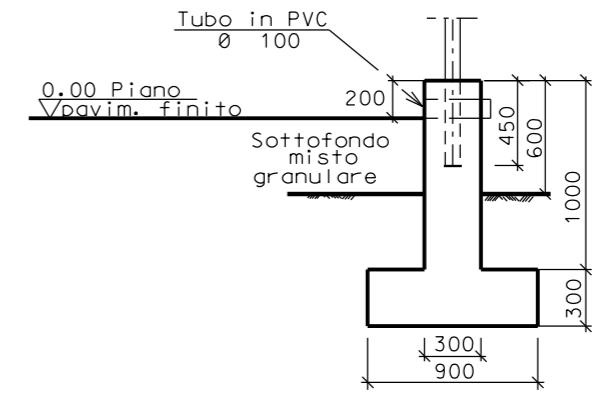 Tubo in PVC
Ø 100
0.00 Piano
pavim. finito
200
Sottofondo
misto
granulare
450
600
1000
300
300
900